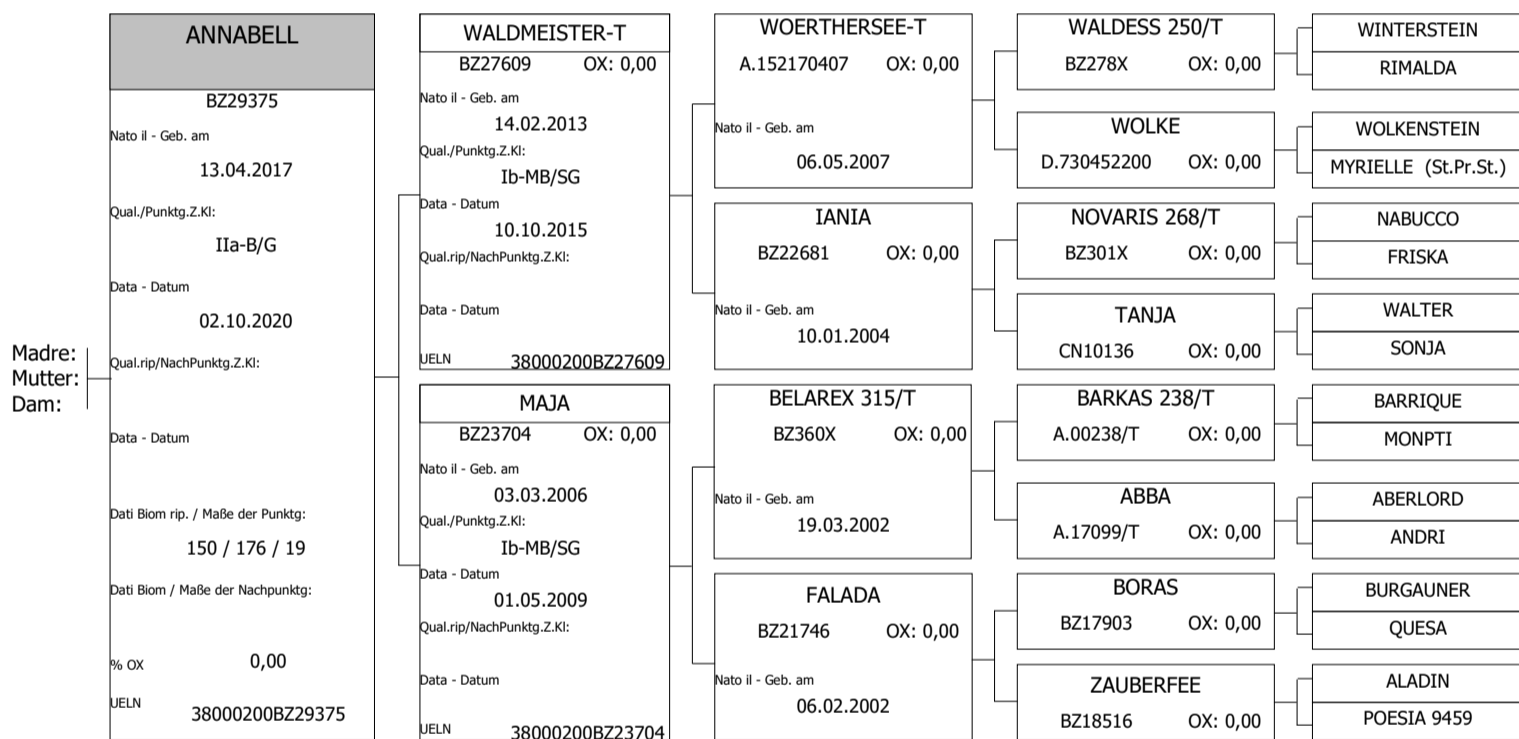 Madre:
Mutter:
Dam:
ANNABELL
BZ29375
Nato il - Geb. am
13.04.2017
Qual./Punktg.Z.Kl:
IIa-B/G
Data - Datum
02.10.2020
Qual.rip/NachPunktg.Z.Kl:
Data - Datum
Dati Biom rip. / Maße der Punktg:
150 / 176 / 19
Dati Biom / Maße der Nachpunktg:
% OX 0,00
UELN 38000200BZ29375
WALDMEISTER-T
BZ27609 OX: 0,00
Nato il - Geb. am
14.02.2013
Qual./Punktg.Z.Kl:
Ib-MB/SG
Data - Datum
10.10.2015
Qual.rip/NachPunktg.Z.Kl:
Data - Datum
UELN 38000200BZ27609
MAJA
BZ23704 OX: 0,00
Nato il - Geb. am
03.03.2006
Qual./Punktg.Z.Kl:
Ib-MB/SG
Data - Datum
01.05.2009
Qual.rip/NachPunktg.Z.Kl:
Data - Datum
UELN 38000200BZ23704
WOERTHERSEE-T
A.152170407 OX: 0,00
Nato il - Geb. am
06.05.2007
IANIA
BZ22681 OX: 0,00
Nato il - Geb. am
10.01.2004
BELAREX 315/T
BZ360X OX: 0,00
Nato il - Geb. am
19.03.2002
FALADA
BZ21746 OX: 0,00
Nato il - Geb. am
06.02.2002
WALDESS 250/T
BZ278X OX: 0,00
WOLKE
D.730452200 OX: 0,00
NOVARIS 268/T
BZ301X OX: 0,00
TANJA
CN10136 OX: 0,00
BARKAS 238/T
A.00238/T OX: 0,00
ABBA
A.17099/T OX: 0,00
BORAS
BZ17903 OX: 0,00
ZAUBERFEE
BZ18516 OX: 0,00
WINTERSTEIN
RIMALDA
WOLKENSTEIN
MYRIELLE (St.Pr.St.)
NABUCCO
FRISKA
WALTER
SONJA
BARRIQUE
MONPTI
ABERLORD
ANDRI
BURGAUNER
QUESA
ALADIN
POESIA 9459